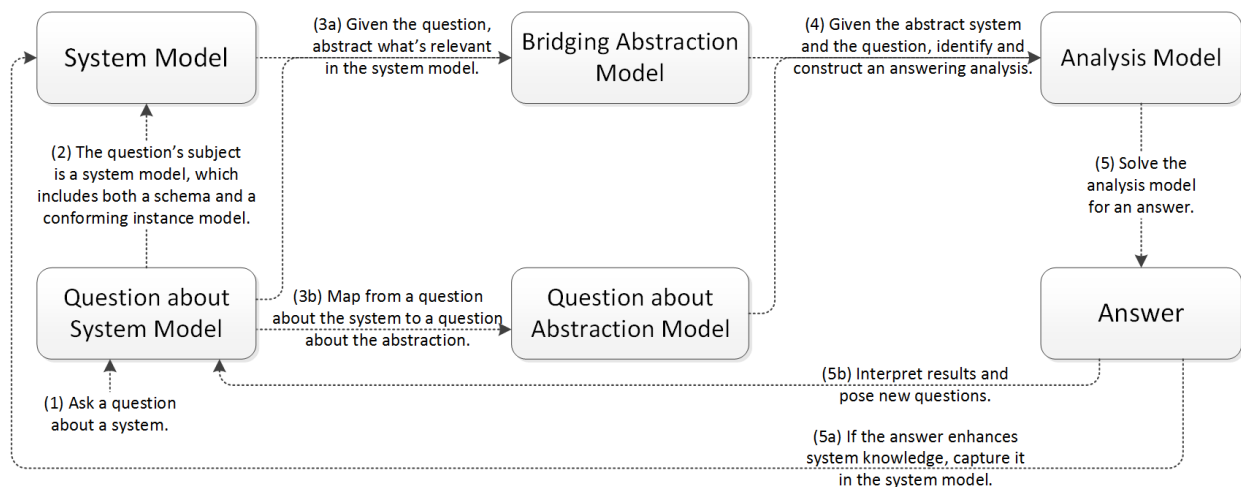 System Model
(3a) Given the question,
abstract what's relevant
in the system model.
Bridging Abstraction
Model
(4) Given the abstract system
and the question, identify and
construct an answering analysis.
Analysis Model
(2) The question's subject
is a system model, which
includes both a schema and a
conforming instance model.
(5) Solve the
analysis model
for an answer.
Question about
System Model
(3b) Map from a question
about the system to a question
about the abstraction.
Question about
Abstraction Model
Answer
(1) Ask a question
about a system.
(5b) Interpret results and
pose new questions.
(5a) If the answer enhances
system knowledge, capture it
in the system model.